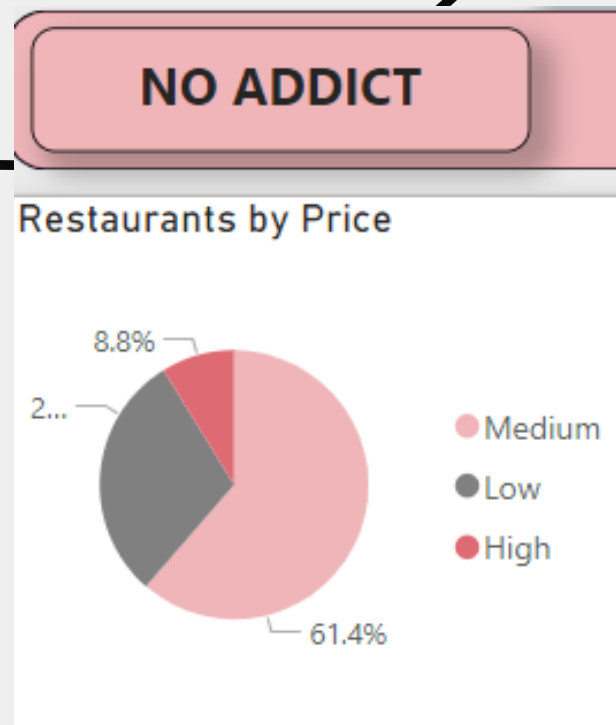 NO ADDICT
Restaurants by Price
8.8%
2...
Medium
Low
High
61.4%